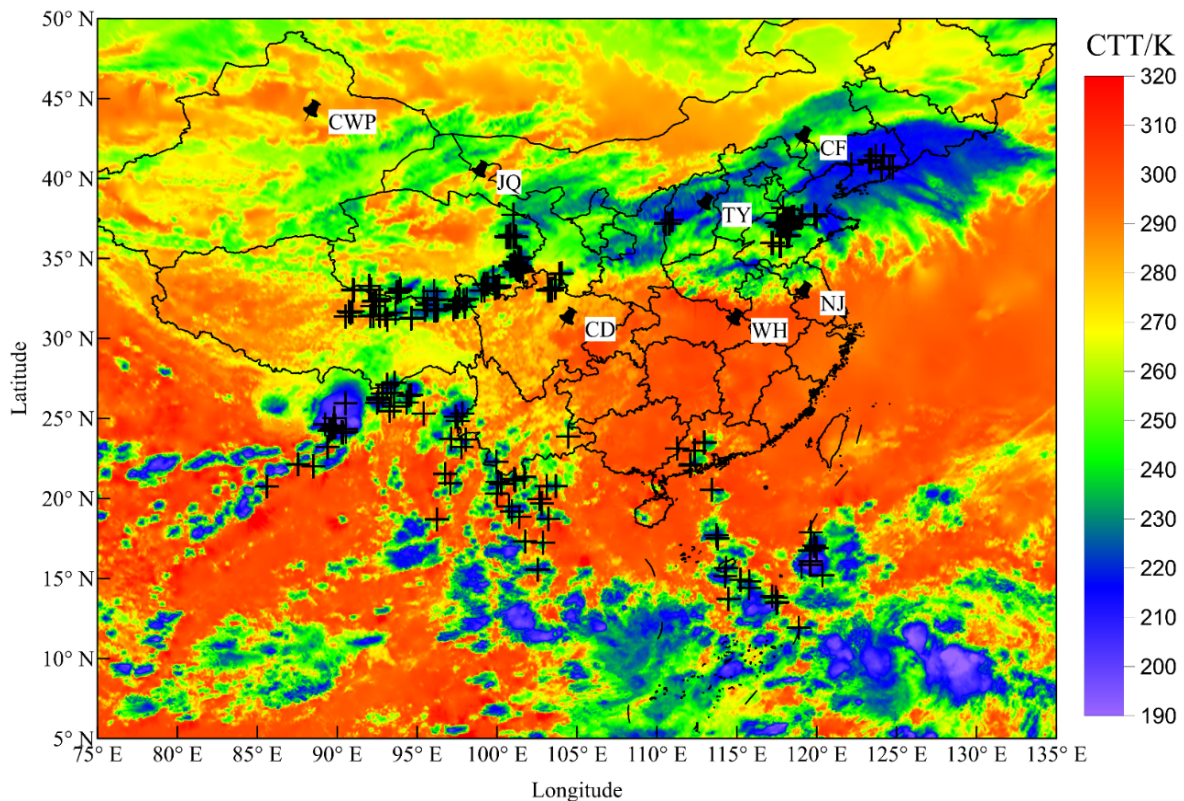 50° N
CTT/K
320
45° N
CWP
310
CF
300
40° N
JQ
290
TY
35° N
280
NJ
30° N
CD
WH
270
Latitude
260
25° N
250
20° N
240
230
15° N
220
10° N
210
200
5° N
190
75° E 80° E 85° E 90° E 95° E 100° E 105° E 110° E 115° E 120° E 125° E 130° E 135° E
Longitude